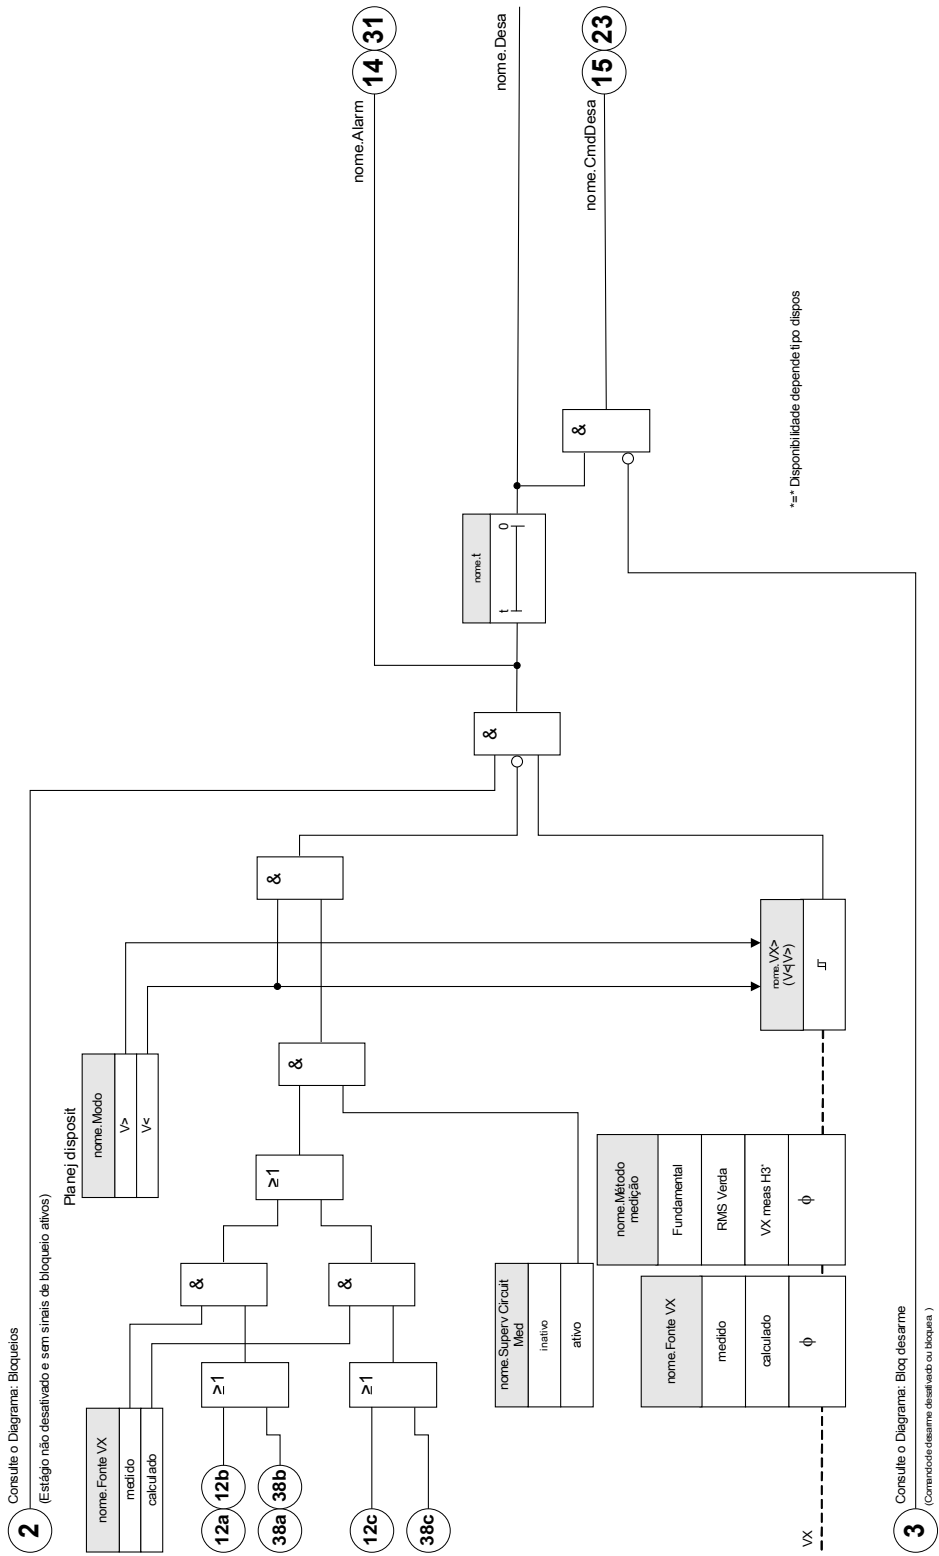 2
Consulte o Diagrama: Bloqueios
(Estágio não desativado e sem sinais de bloqueio ativos)
Planej disposit
nome.Modo
V>
V<
nome.Fonte VX
medido
calculado
12a
12b
38a
38b
12c
38c
≥1
≥1
&
&
≥1
&
&
&
nome.Superv Circuit
Med
inativo
ativo
nome.Fonte VX
medido
calculado
ϕ
nome.Método
medição
Fundamental
RMS Verda
VX meas H3*
ϕ
VX
nome.VX>
(V<|V>)
nome.t
t
0
&
nome.Alarm
14
31
nome.Desa
nome.CmdDesa
15
23
*=* Disponibilidade depende tipo dispos
3
Consulte o Diagrama: Bloq desarme
(Comando de desarme desativado ou bloquea. )